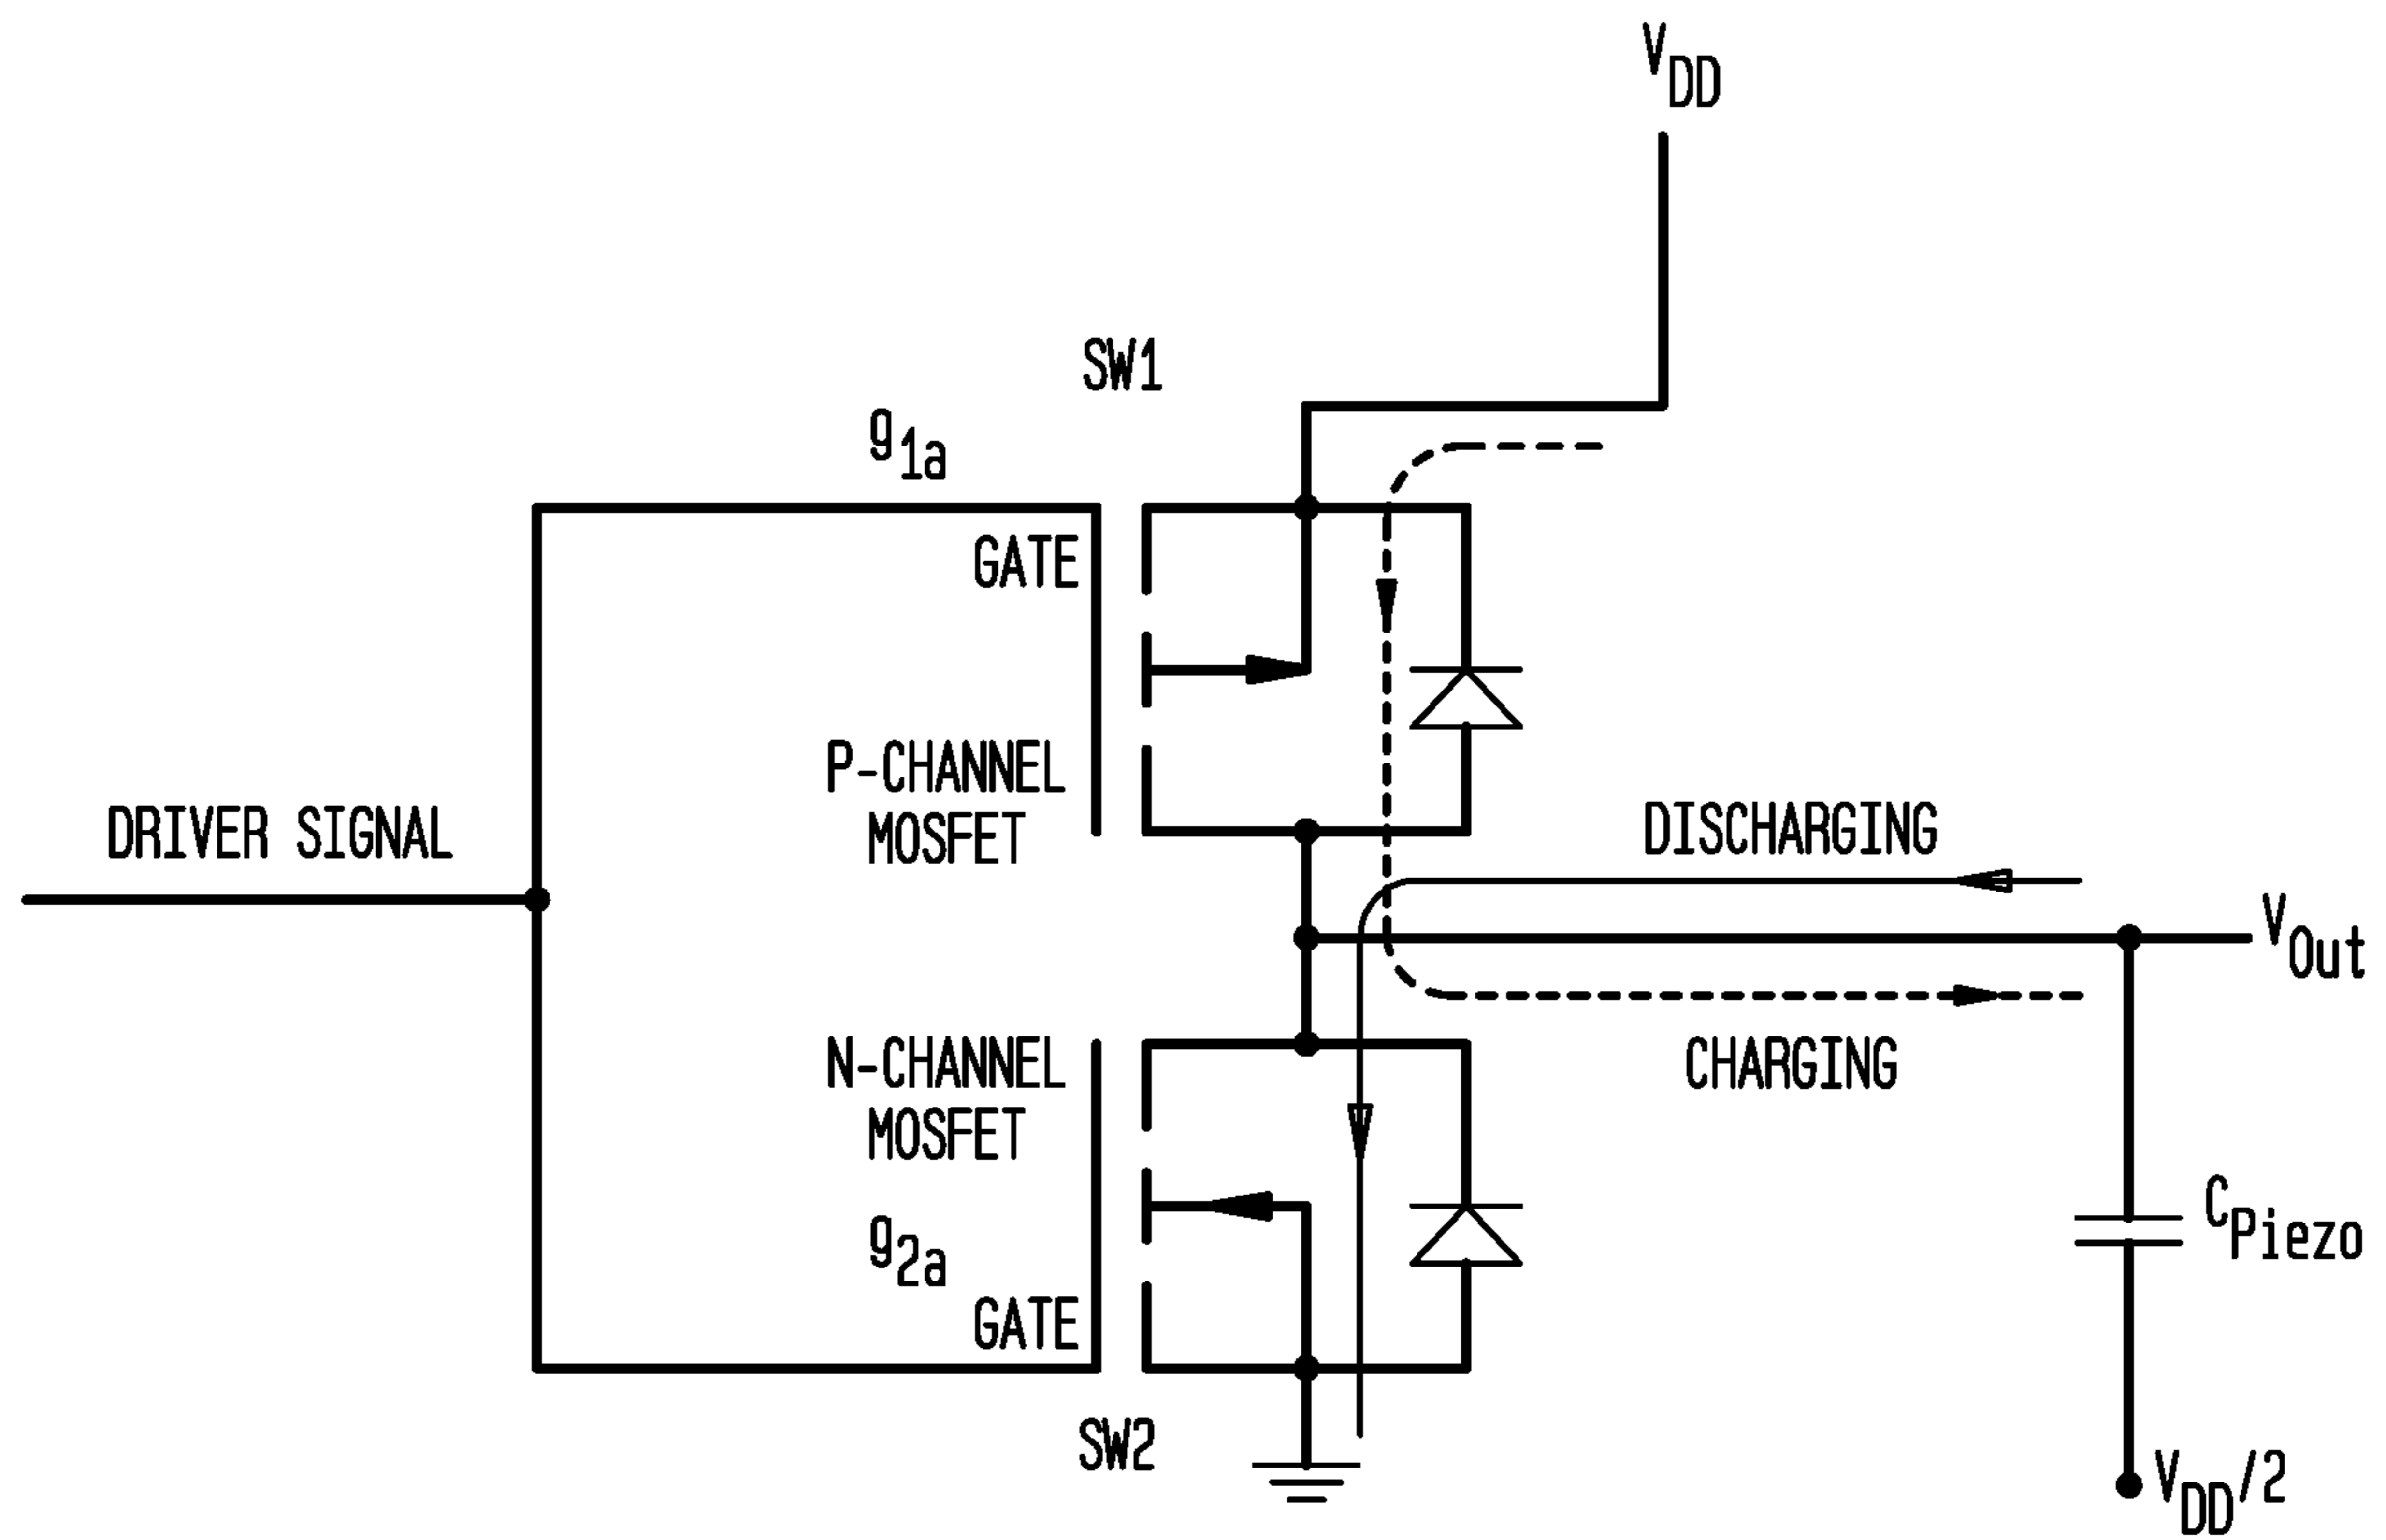 VDD
SW1
g1a
GATE
P-CHANNEL
MOSFET
DRIVER SIGNAL
DISCHARGING
VOut
N-CHANNEL
MOSFET
CHARGING
g2a
CPiezo
GATE
SW2
VDD/2